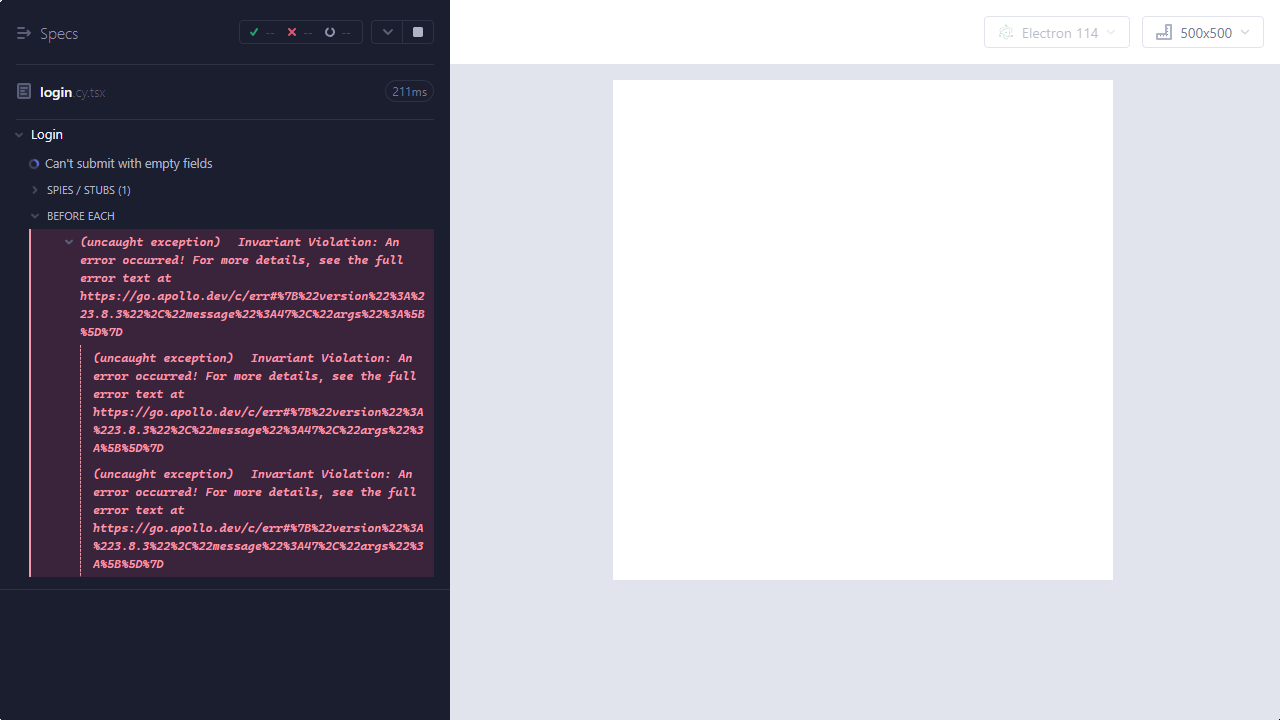 Specs
-- -- --
Electron 114
500x500
login.cy.tsx
211ms
Login
Can't submit with empty fields
SPIES / STUBS (1)
BEFORE EACH
(uncaught exception) Invariant Violation: An
error occurred! For more details, see the full
error text at
https://go.apollo.dev/c/err#%7B%22version%22%3A%2
23.8.3%22%2C%22message%22%3A47%2C%22args%22%3A%5B
%5D%7D
(uncaught exception) Invariant Violation: An
error occurred! For more details, see the full
error text at
https://go.apollo.dev/c/err#%7B%22version%22%3A
%223.8.3%22%2C%22message%22%3A47%2C%22args%22%3
A%5B%5D%7D
(uncaught exception) Invariant Violation: An
error occurred! For more details, see the full
error text at
https://go.apollo.dev/c/err#%7B%22version%22%3A
%223.8.3%22%2C%22message%22%3A47%2C%22args%22%3
A%5B%5D%7D